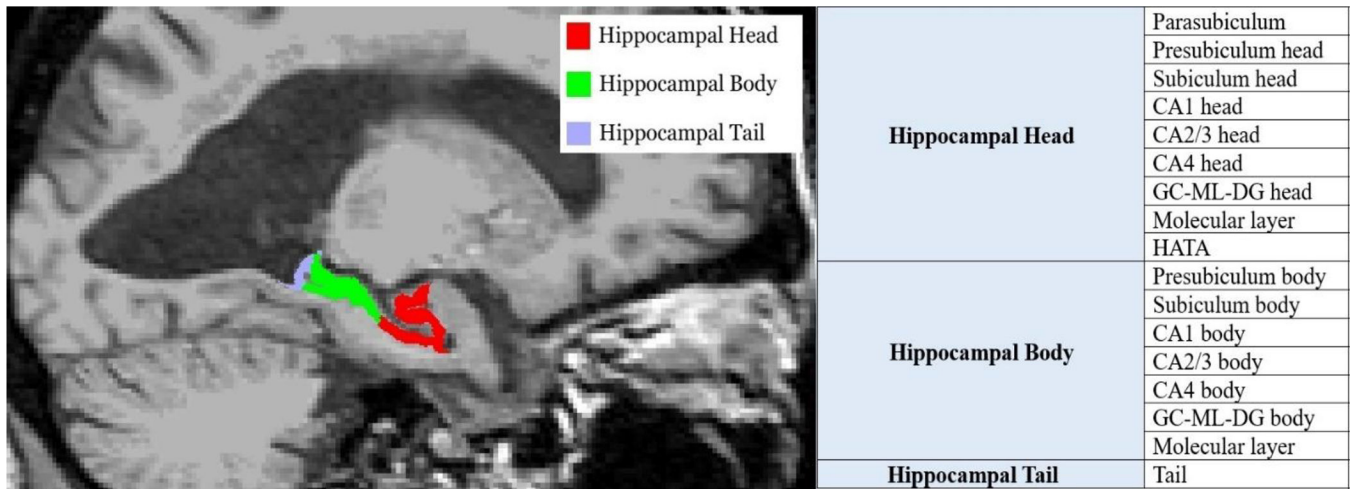 Hippocampal Head
Hippocampal Body
Hippocampal Tail
Hippocampal Head
Parasubiculum
Presubiculum head
Subiculum head
CA1 head
CA2/3 head
CA4 head
GC-ML-DG head
Molecular layer
HATA
Hippocampal Body
Presubiculum body
Subiculum body
CA1 body
CA2/3 body
CA4 body
GC-ML-DG body
Molecular layer
Hippocampal Tail
Tail